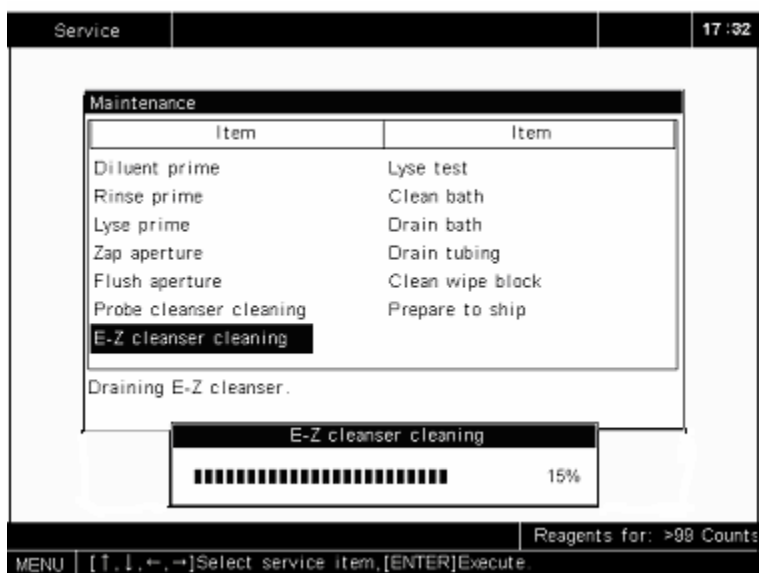 Service 17:32
Maintenance
Item Item
Diluent prime Lyse test
Rinse prime Clean bath
Lyse prime Drain bath
Zap aperture Drain tubing
Flush aperture Clean wipe block
Probe cleanser cleaning Prepare to ship
E-Z cleanser cleaning
Draining E-Z cleanser.
E-Z cleanser cleaning
15%
Reagents for: >99 Counts
MENU [↑,↓,←,→]Select service item,[ENTER]Execute.